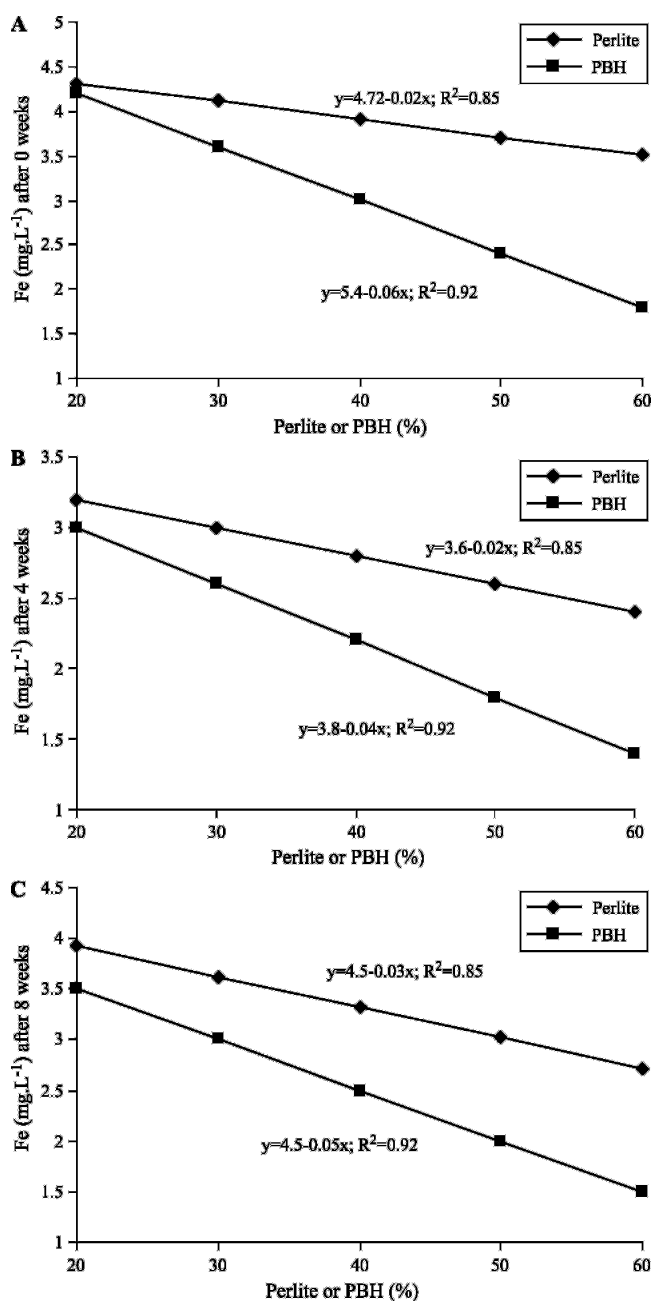 A
Perlite
PBH
5
4.5
4
3.5
3
2.5
2
1.5
1
Fe (mg.L⁻¹) after 0 weeks
y=4.72-0.02x; R²=0.85
y=5.4-0.06x; R²=0.92
20 30 40 50 60
Perlite or PBH (%)
B
Perlite
PBH
3.5
3
2.5
2
1.5
1
Fe (mg.L⁻¹) after 4 weeks
y=3.6-0.02x; R²=0.85
y=3.8-0.04x; R²=0.92
20 30 40 50 60
Perlite or PBH (%)
C
Perlite
PBH
4.5
4
3.5
3
2.5
2
1.5
1
Fe (mg.L⁻¹) after 8 weeks
y=4.5-0.03x; R²=0.85
y=4.5-0.05x; R²=0.92
20 30 40 50 60
Perlite or PBH (%)